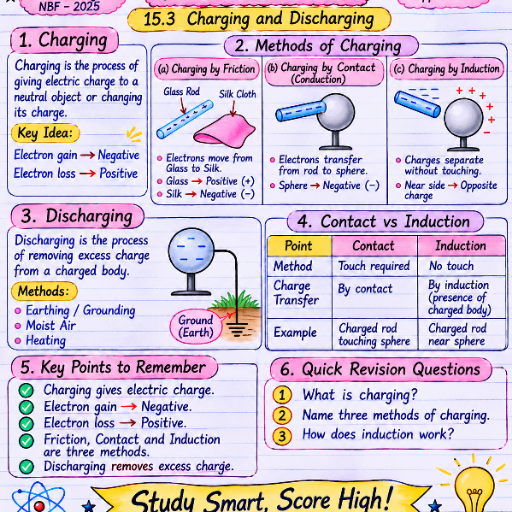 NBF - 2025
15.3 Charging and Discharging
1. Charging
Charging is the process of
giving electric charge to a
neutral object or changing
its charge.
Key Idea:
Electron gain → Negative
Electron loss → Positive
2. Methods of Charging
(a) Charging by Friction
Glass Rod
Silk Cloth
Electrons move from
Glass to Silk.
Glass → Positive (+)
Silk → Negative (−)
(b) Charging by Contact
(Conduction)
Electrons transfer
from rod to sphere.
Sphere → Negative (−)
(c) Charging by Induction
Charges separate
without touching.
Near side → Opposite
charge
3. Discharging
Discharging is the process
of removing excess charge
from a charged body.
Methods:
Earthing / Grounding
Moist Air
Heating
Ground
(Earth)
4. Contact vs Induction
Point Contact Induction
Method Touch required No touch
Charge Transfer By contact By induction (presence of charged body)
Example Charged rod touching sphere Charged rod near sphere
5. Key Points to Remember
Charging gives electric charge.
Electron gain → Negative.
Electron loss → Positive.
Friction, Contact and Induction
are three methods.
Discharging removes excess charge.
6. Quick Revision Questions
1 What is charging?
2 Name three methods of charging.
3 How does induction work?
Study Smart, Score High!